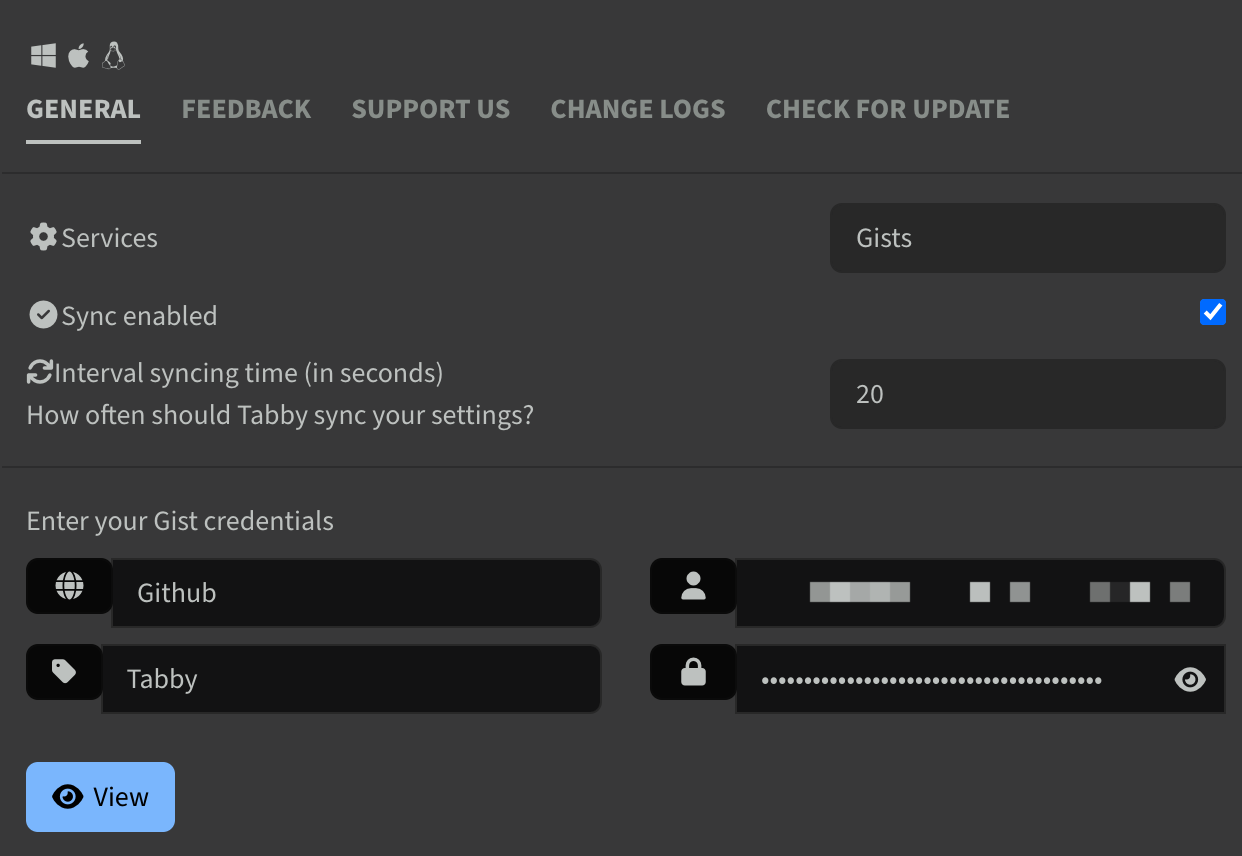 GENERAL FEEDBACK SUPPORT US CHANGE LOGS CHECK FOR UPDATE
Services
Gists
Sync enabled
Interval syncing time (in seconds)
How often should Tabby sync your settings?
20
Enter your Gist credentials
Github
Tabby
View